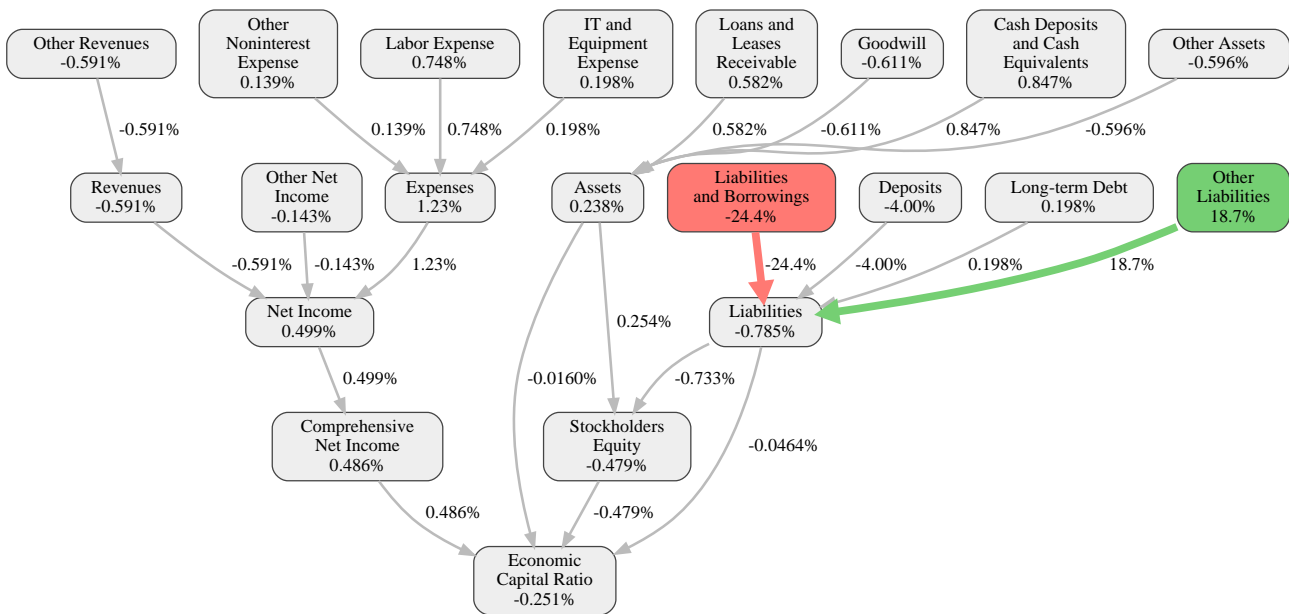 Other Revenues
-0.591%
Other
Noninterest
Expense
0.139%
Labor Expense
0.748%
IT and
Equipment
Expense
0.198%
Loans and
Leases
Receivable
0.582%
Goodwill
-0.611%
Cash Deposits
and Cash
Equivalents
0.847%
Other Assets
-0.596%
-0.591%
0.139%
0.748%
0.198%
0.582%
-0.611%
0.847%
-0.596%
Revenues
-0.591%
Other Net
Income
-0.143%
Expenses
1.23%
Assets
0.238%
Liabilities
and Borrowings
-24.4%
Deposits
-4.00%
Long-term Debt
0.198%
Other
Liabilities
18.7%
-0.591%
-0.143%
1.23%
-24.4%
-4.00%
0.198%
18.7%
Net Income
0.499%
0.254%
Liabilities
-0.785%
0.499%
-0.0160%
-0.733%
Comprehensive
Net Income
0.486%
Stockholders
Equity
-0.479%
-0.0464%
0.486%
-0.479%
Economic
Capital Ratio
-0.251%